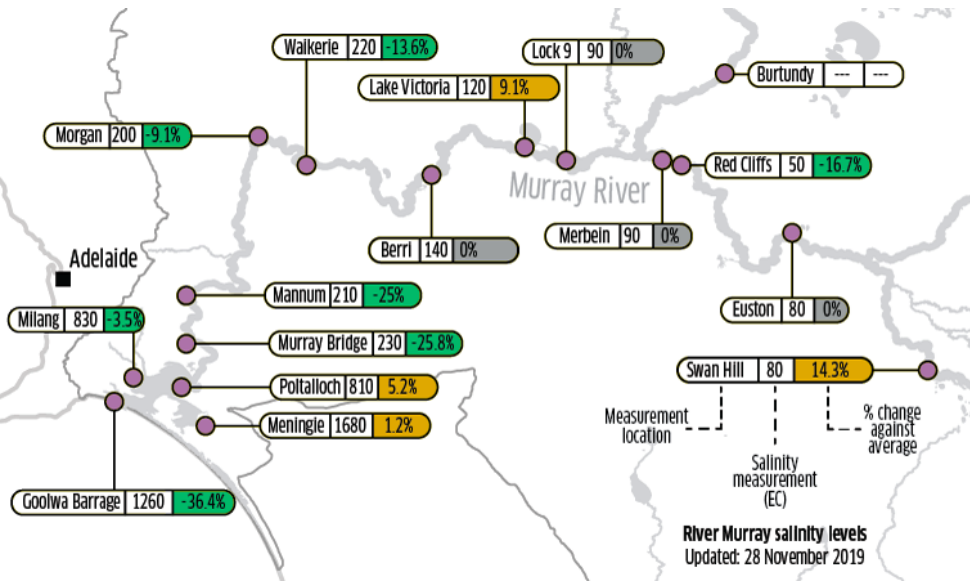 Waikerie 220 -13.6%
Lock 9 90 0%
Lake Victoria 120 9.1%
Burtundy --- ---
Morgan 200 -9.1%
Red Cliffs 50 -16.7%
Murray River
Merbein 90 0%
Berri 140 0%
Adelaide
Mannum 210 -25%
Milang 830 -3.5%
Euston 80 0%
Murray Bridge 230 -25.8%
Swan Hill 80 14.3%
Poltalloch 810 5.2%
Meningle 1680 1.2%
Measurement
location
% change
against
average
Salinity
measurement
(EC)
Goolwa Barrage 1260 -36.4%
River Murray salinity levels
Updated: 28 November 2019